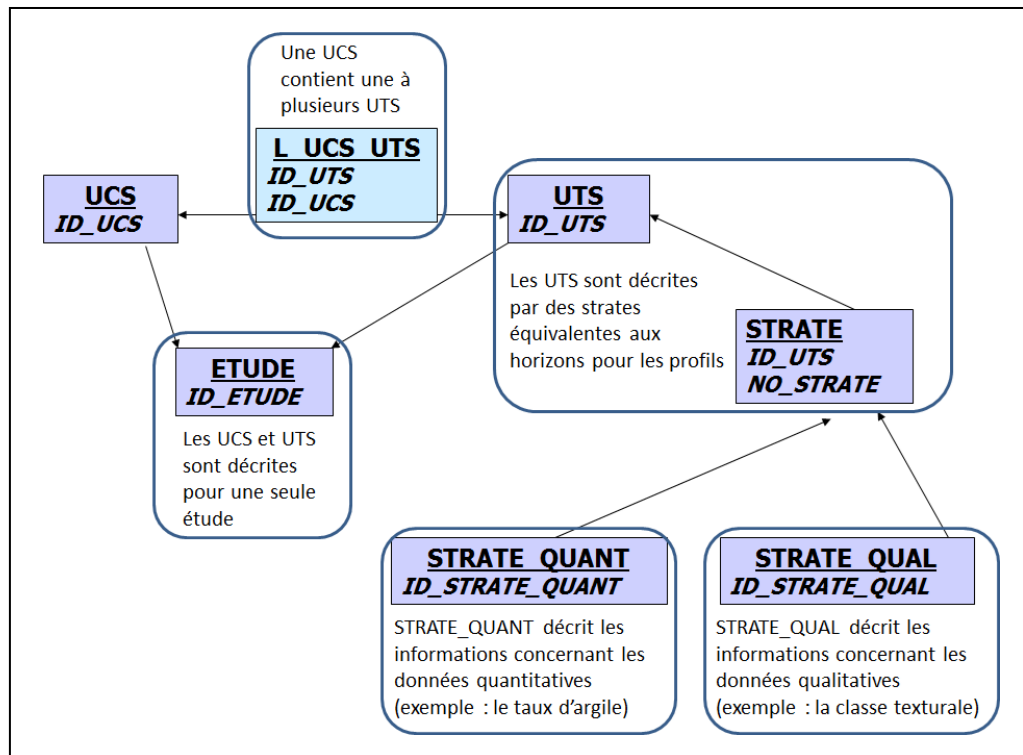 Une UCS
contient une à
plusieurs UTS
L_UCS_UTS
ID_UTS
ID_UCS
UCS
ID_UCS
UTS
ID_UTS
Les UTS sont décrites
par des strates
équivalentes aux
horizons pour les profils
STRATE
ID_UTS
NO_STRATE
ETUDE
ID_ETUDE
Les UCS et UTS
sont décrites
pour une seule
étude
STRATE_QUANT
ID_STRATE_QUANT
STRATE_QUANT décrit les
informations concernant les
données quantitatives
(exemple : le taux d'argile)
STRATE_QUAL
ID_STRATE_QUAL
STRATE_QUAL décrit les
informations concernant les
données qualitatives
(exemple : la classe texturale)